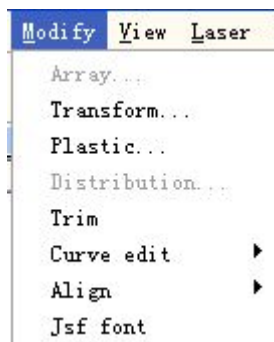 Modify View Laser
Array...
Transform...
Plastic...
Distribution...
Trim
Curve edit
Align
Jsf font